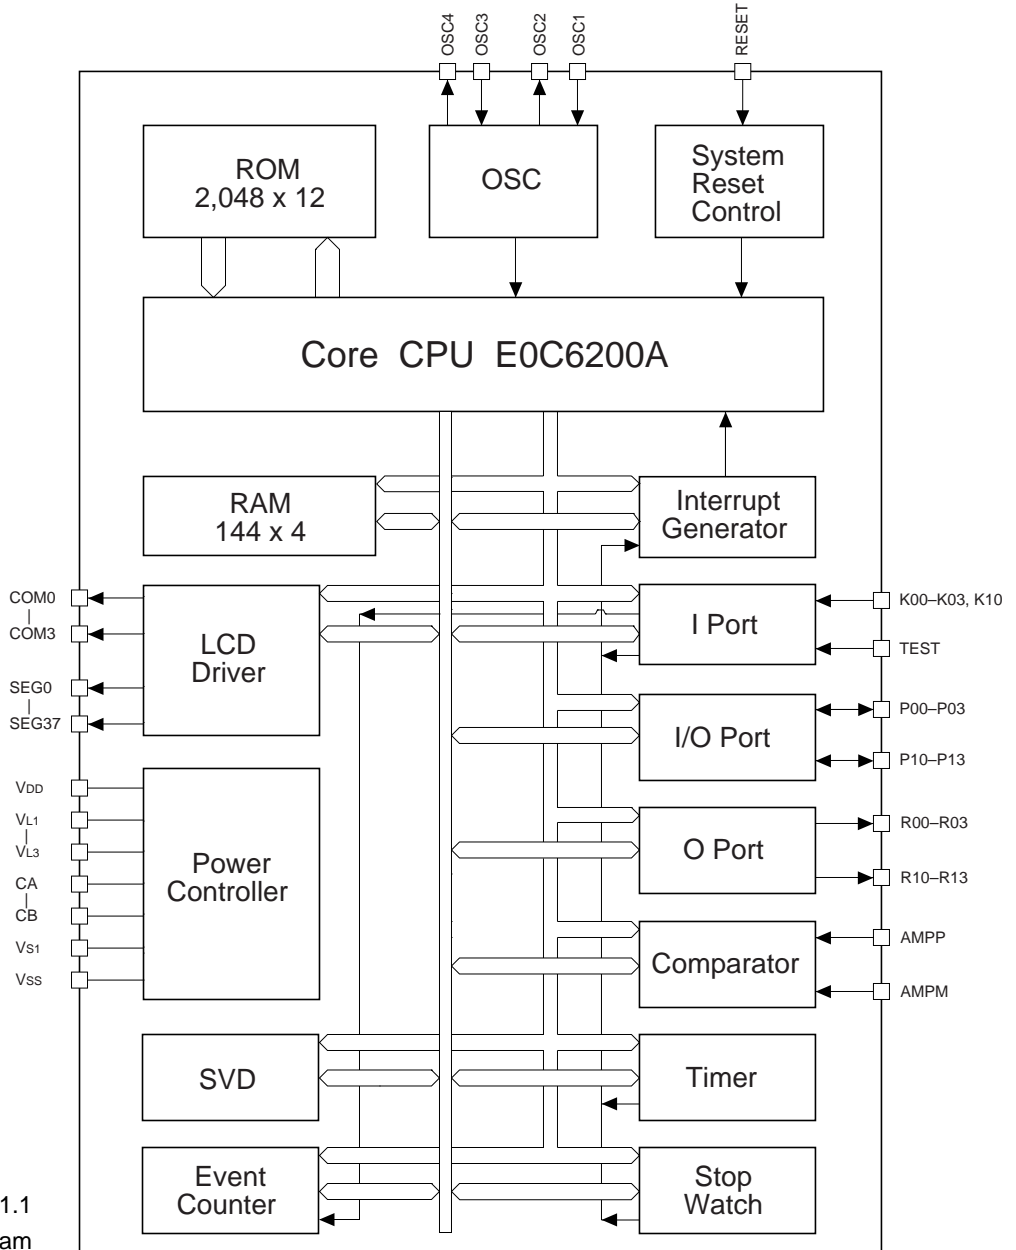 OSC4
OSC3
OSC2
OSC1
RESET
ROM
2,048 x 12
OSC
System
Reset
Control
Core CPU E0C6200A
RAM
144 x 4
Interrupt
Generator
COM0
|
COM3
SEG0
|
SEG37
LCD
Driver
I Port
K00–K03, K10
TEST
I/O Port
P00–P03
P10–P13
VDD
VL1
|
VL3
CA
|
CB
VS1
VSS
Power
Controller
O Port
R00–R03
R10–R13
Comparator
AMPP
AMPM
SVD
Timer
Event
Counter
Stop
Watch
1.1
am